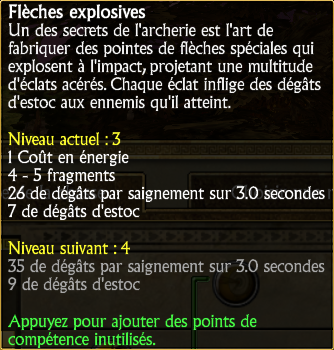 Flèches explosives
Un des secrets de l'archerie est l'art de
fabriquer des pointes de flèches spéciales qui
explosent à l'impact, projetant une multitude
d'éclats acérés. Chaque éclat inflige des dégâts
d'estoc aux ennemis qu'il atteint.
Niveau actuel : 3
1 Coût en énergie
4 - 5 fragments
26 de dégâts par saignement sur 3.0 secondes
7 de dégâts d'estoc
Niveau suivant : 4
35 de dégâts par saignement sur 3.0 secondes
9 de dégâts d'estoc
Appuyez pour ajouter des points de
compétence inutilisés.